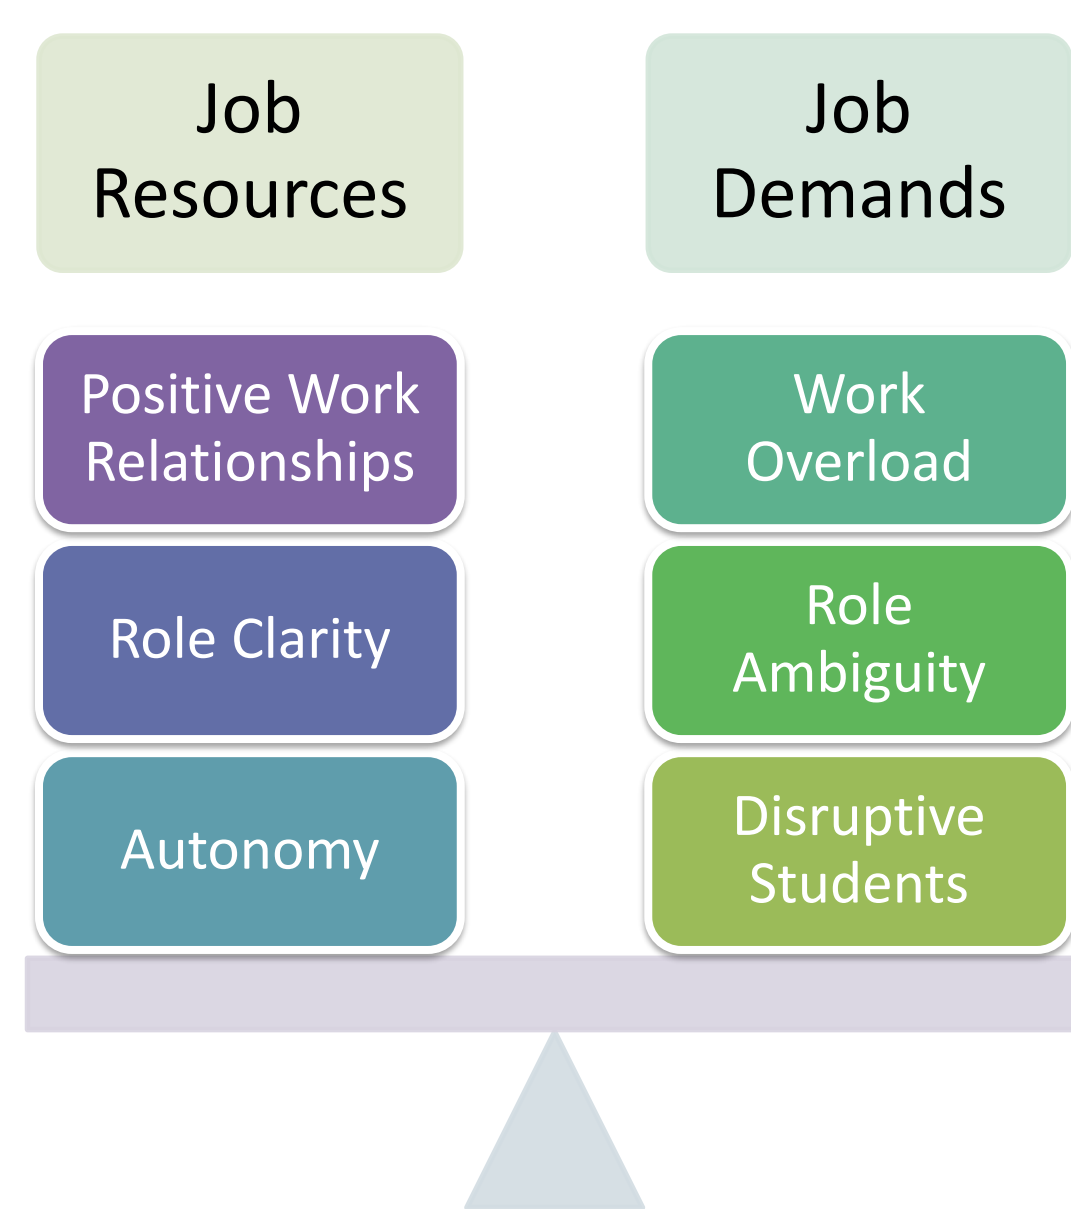 Job
Resources
Job
Demands
Positive Work
Relationships
Role Clarity
Autonomy
Work
Overload
Role
Ambiguity
Disruptive
Students